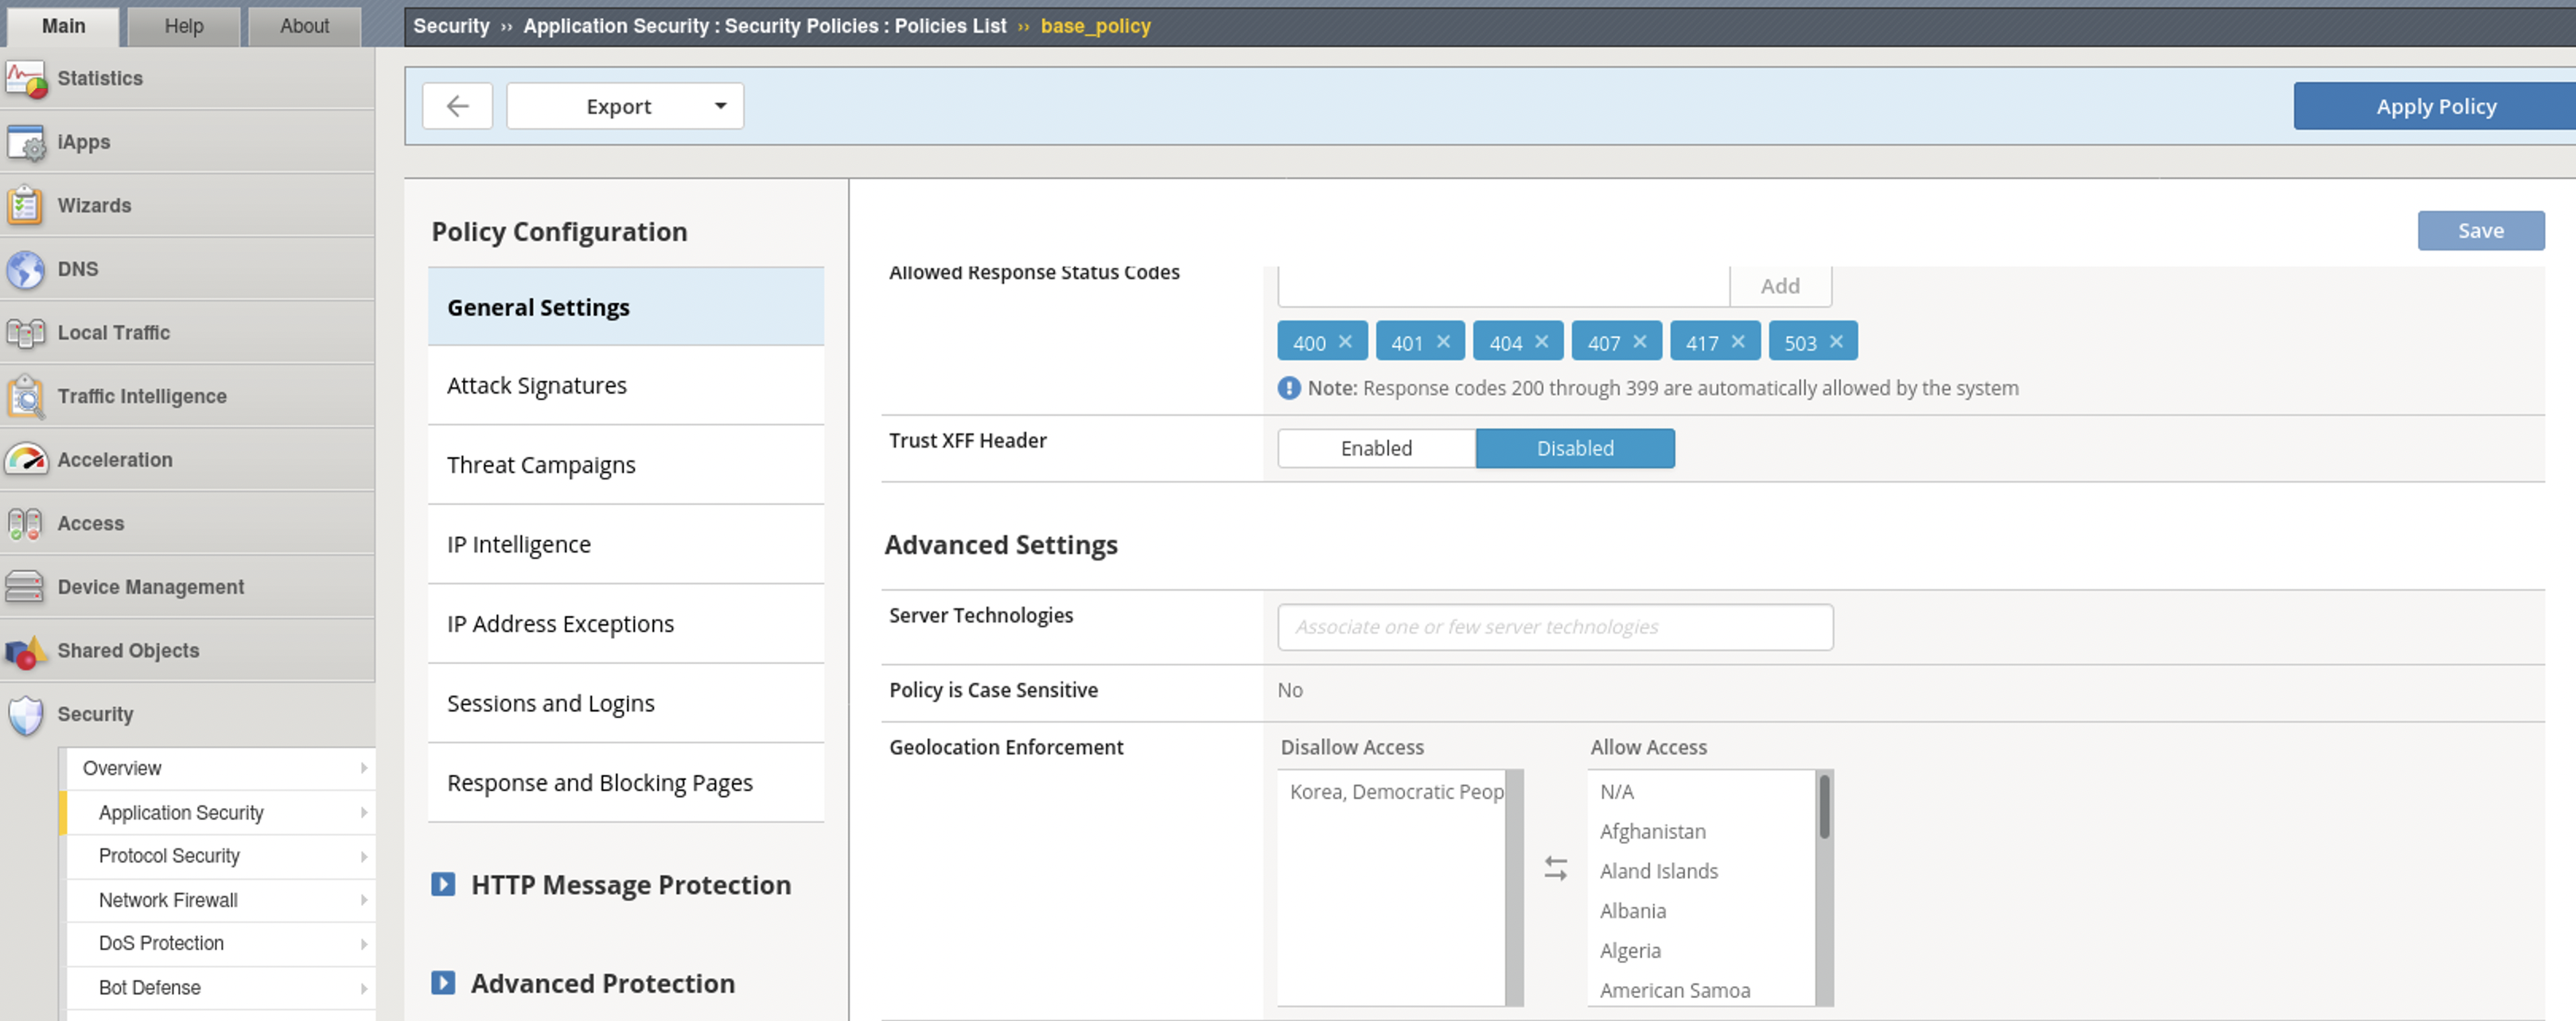 Main
Help
About
Security ›› Application Security : Security Policies : Policies List ›› base_policy
Statistics
iApps
Wizards
DNS
Local Traffic
Traffic Intelligence
Acceleration
Access
Device Management
Shared Objects
Security
Overview
Application Security
Protocol Security
Network Firewall
DoS Protection
Bot Defense
Export
Apply Policy
Policy Configuration
General Settings
Attack Signatures
Threat Campaigns
IP Intelligence
IP Address Exceptions
Sessions and Logins
Response and Blocking Pages
HTTP Message Protection
Advanced Protection
Save
Allowed Response Status Codes
Add
400 × 401 × 404 × 407 × 417 × 503 ×
Note: Response codes 200 through 399 are automatically allowed by the system
Trust XFF Header
Enabled Disabled
Advanced Settings
Server Technologies
Associate one or few server technologies
Policy is Case Sensitive
No
Geolocation Enforcement
Disallow Access
Korea, Democratic Peop
Allow Access
N/A
Afghanistan
Aland Islands
Albania
Algeria
American Samoa